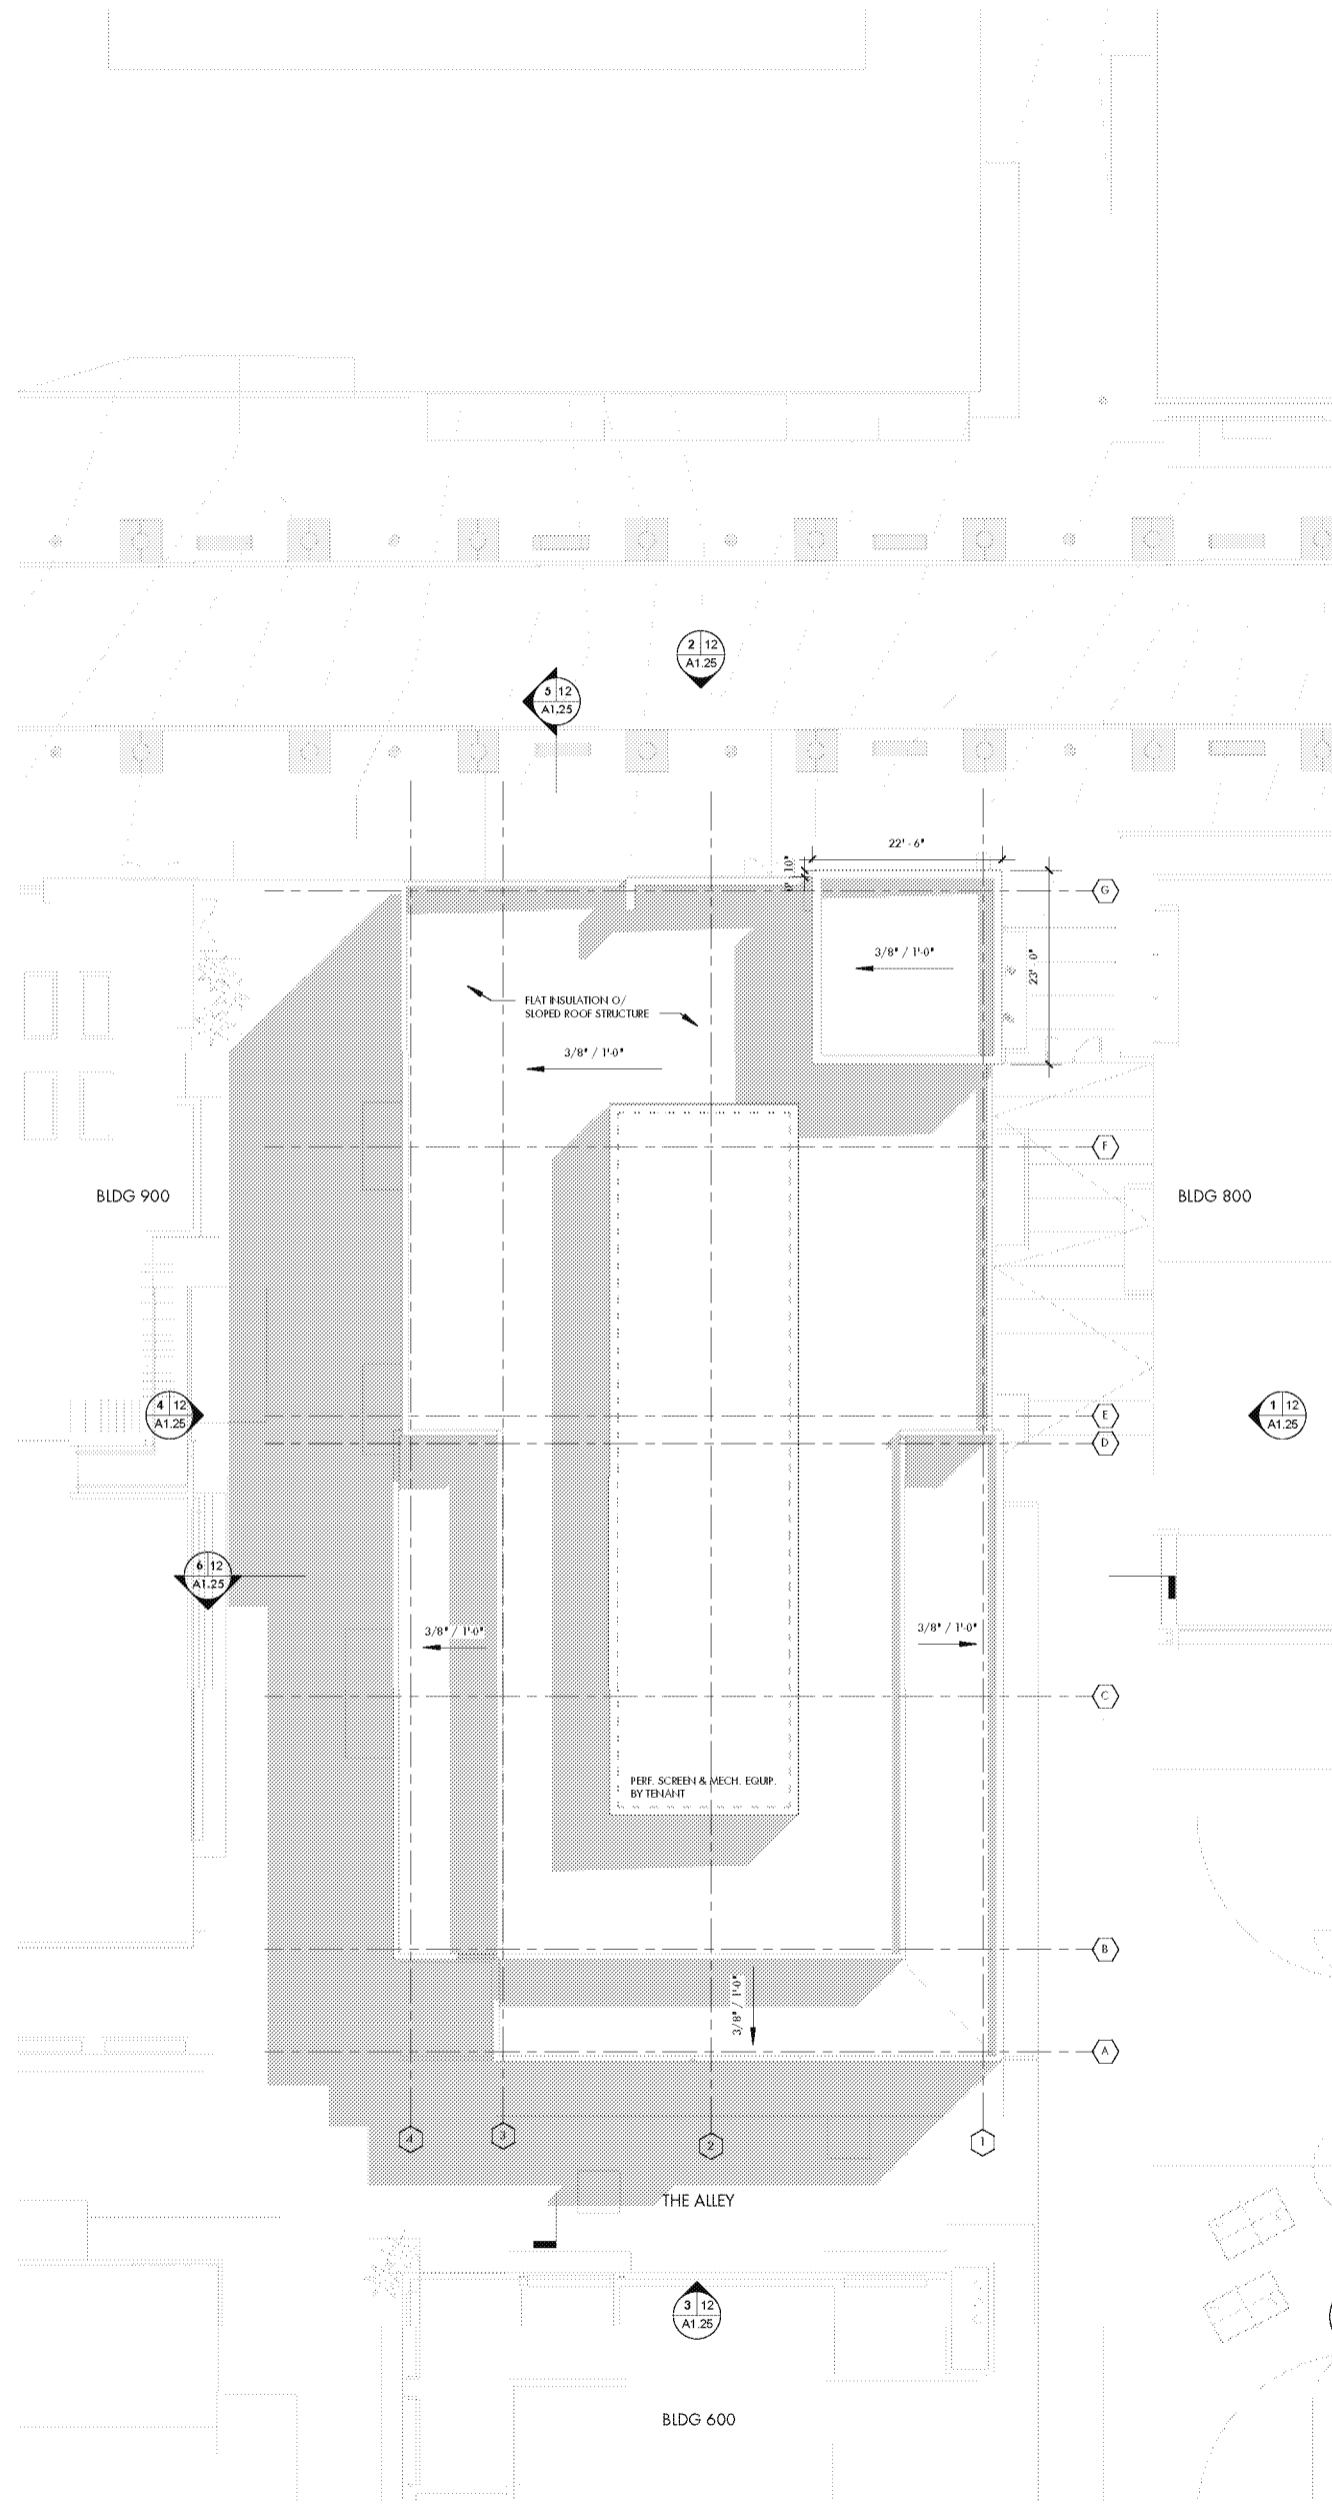 2 12
A1.25
5 12
A1.25
22' - 6"
0' - 10"
G
3/8" / 1'-0"
23' - 0"
FLAT INSULATION O/
SLOPED ROOF STRUCTURE
3/8" / 1'-0"
F
BLDG 900
BLDG 800
4 12
A1.25
E
1 12
A1.25
D
6 12
A1.25
3/8" / 1'-0"
3/8" / 1'-0"
C
PERF. SCREEN & MECH. EQUIP.
BY TENANT
B
3/8" / 1'-0"
A
4
3
2
1
THE ALLEY
3 12
A1.25
BLDG 600